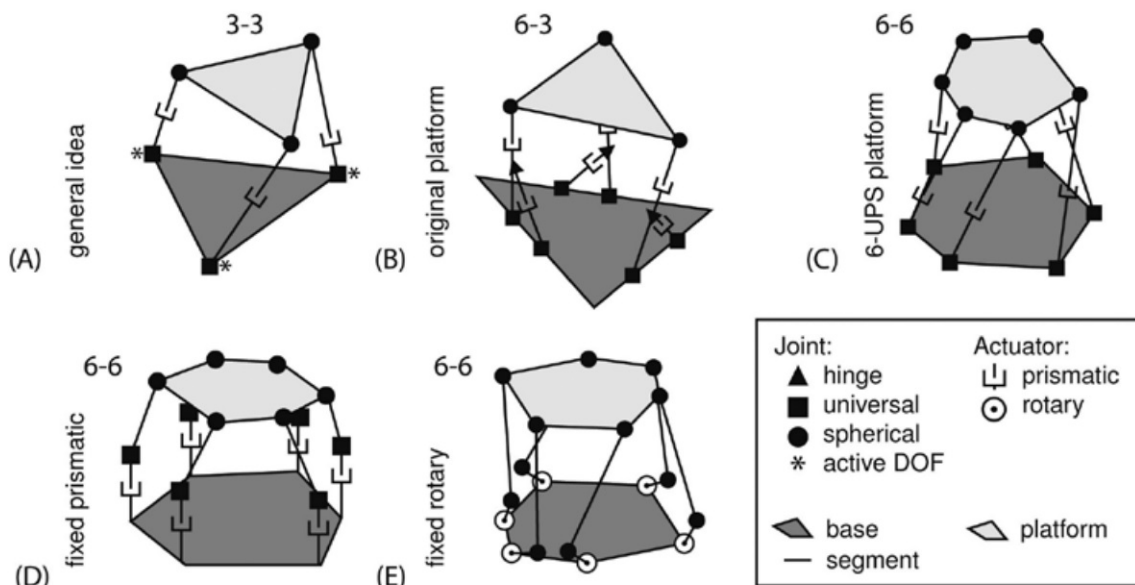 3-3
general idea
*
*
*
(A)
6-3
original platform
(B)
6-6
6-UPS platform
(C)
6-6
fixed prismatic
(D)
6-6
fixed rotary
(E)
Joint:
hinge
universal
spherical
* active DOF
Actuator:
prismatic
rotary
base
platform
segment